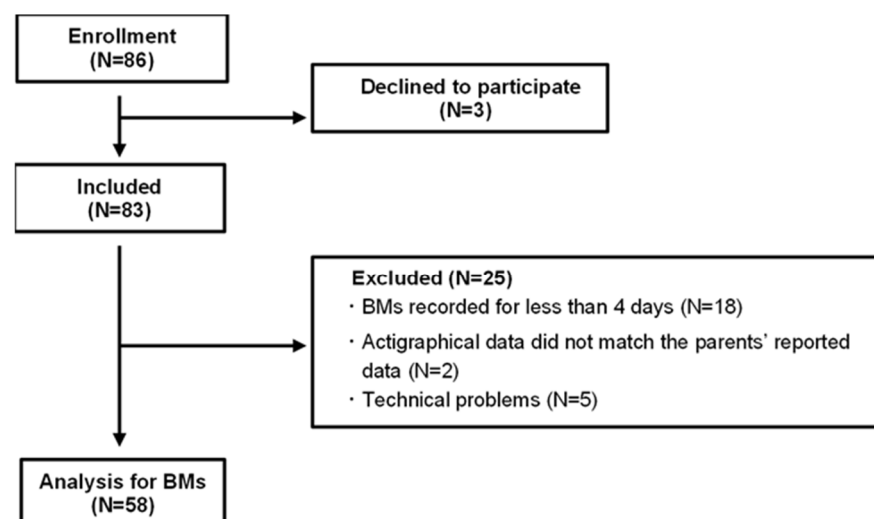 Enrollment
(N=86)
Declined to participate
(N=3)
Included
(N=83)
Excluded (N=25)
・ BMs recorded for less than 4 days (N=18)
・ Actigraphical data did not match the parents' reported
data (N=2)
・ Technical problems (N=5)
Analysis for BMs
(N=58)